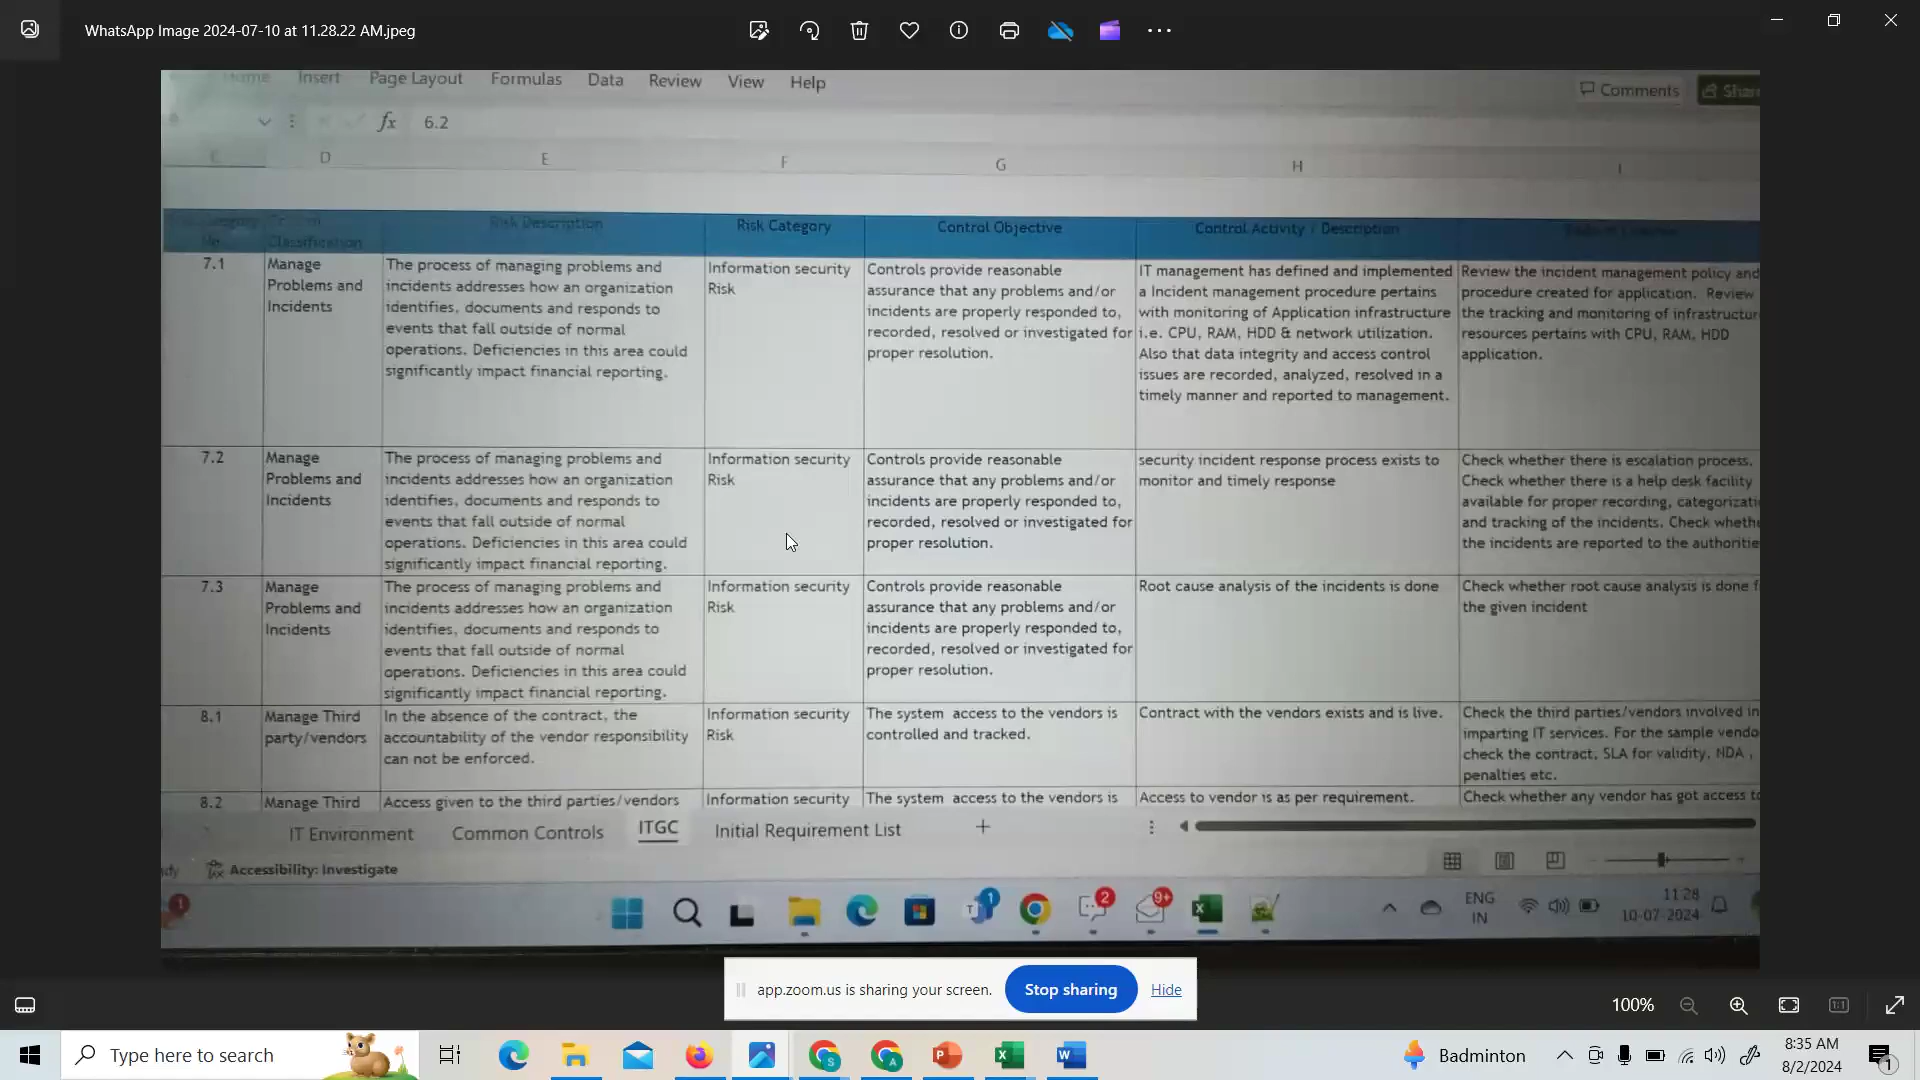 WhatsApp Image 2024-07-10 at 11.28.22 AM.jpeg
Home Insert Page Layout Formulas Data Review View Help
Comments
fx 6.2
C D E F G H I
Risk Description Risk Category Control Objective Control Activity / Description
Classification
7.1
Manage
Problems and
Incidents
The process of managing problems and
incidents addresses how an organization
identifies, documents and responds to
events that fall outside of normal
operations. Deficiencies in this area could
significantly impact financial reporting.
Information security
Risk
Controls provide reasonable
assurance that any problems and/or
incidents are properly responded to,
recorded, resolved or investigated for
proper resolution.
IT management has defined and implemented
a Incident management procedure pertains
with monitoring of Application infrastructure
i.e. CPU, RAM, HDD & network utilization.
Also that data integrity and access control
issues are recorded, analyzed, resolved in a
timely manner and reported to management.
Review the incident management policy and
procedure created for application. Review
the tracking and monitoring of infrastructur
resources pertains with CPU, RAM, HDD
application.
7.2
Manage
Problems and
Incidents
The process of managing problems and
incidents addresses how an organization
identifies, documents and responds to
events that fall outside of normal
operations. Deficiencies in this area could
significantly impact financial reporting.
Information security
Risk
Controls provide reasonable
assurance that any problems and/or
incidents are properly responded to,
recorded, resolved or investigated for
proper resolution.
security incident response process exists to
monitor and timely response
Check whether there is escalation process.
Check whether there is a help desk facility
available for proper recording, categorizati
and tracking of the incidents. Check wheth
the incidents are reported to the authoritie
7.3
Manage
Problems and
Incidents
The process of managing problems and
incidents addresses how an organization
identifies, documents and responds to
events that fall outside of normal
operations. Deficiencies in this area could
significantly impact financial reporting.
Information security
Risk
Controls provide reasonable
assurance that any problems and/or
incidents are properly responded to,
recorded, resolved or investigated for
proper resolution.
Root cause analysis of the incidents is done
Check whether root cause analysis is done f
the given incident
8.1
Manage Third
party/vendors
In the absence of the contract, the
accountability of the vendor responsibility
can not be enforced.
Information security
Risk
The system access to the vendors is
controlled and tracked.
Contract with the vendors exists and is live.
Check the third parties/vendors involved in
imparting IT services. For the sample vendo
check the contract, SLA for validity, NDA ,
penalties etc.
8.2
Manage Third
Access given to the third parties/vendors
Information security
The system access to the vendors is
Access to vendor is as per requirement.
Check whether any vendor has got access to
IT Environment Common Controls ITGC Initial Requirement List +
Accessibility: Investigate
1 1 2 9+
ENG
IN
11:28
10-07-2024
app.zoom.us is sharing your screen. Stop sharing Hide
100%
Type here to search
Badminton
8:35 AM
8/2/2024
1